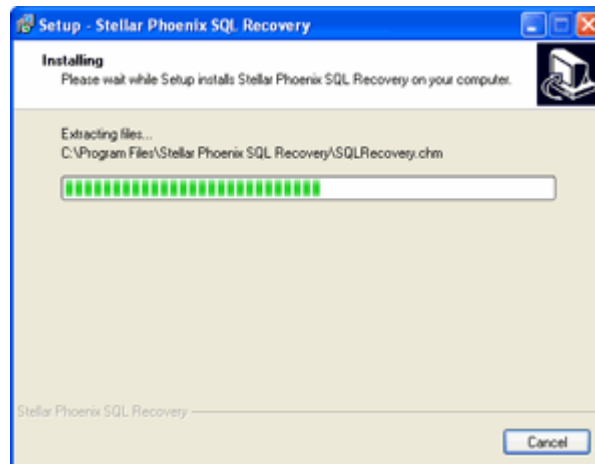 Setup - Stellar Phoenix SQL Recovery
Installing
Please wait while Setup installs Stellar Phoenix SQL Recovery on your computer.
Extracting files...
C:\Program Files\Stellar Phoenix SQL Recovery\SQLRecovery.chm
Stellar Phoenix SQL Recovery
Cancel